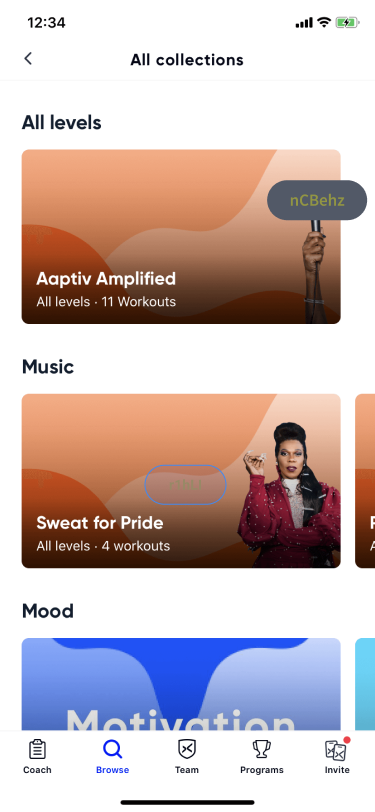 12:34
All collections
All levels
nCBehz
Aaptiv Amplified
All levels · 11 Workouts
Music
Sweat for Pride
All levels · 4 workouts
Mood
Motivation
Coach
Browse
Team
Programs
Invite